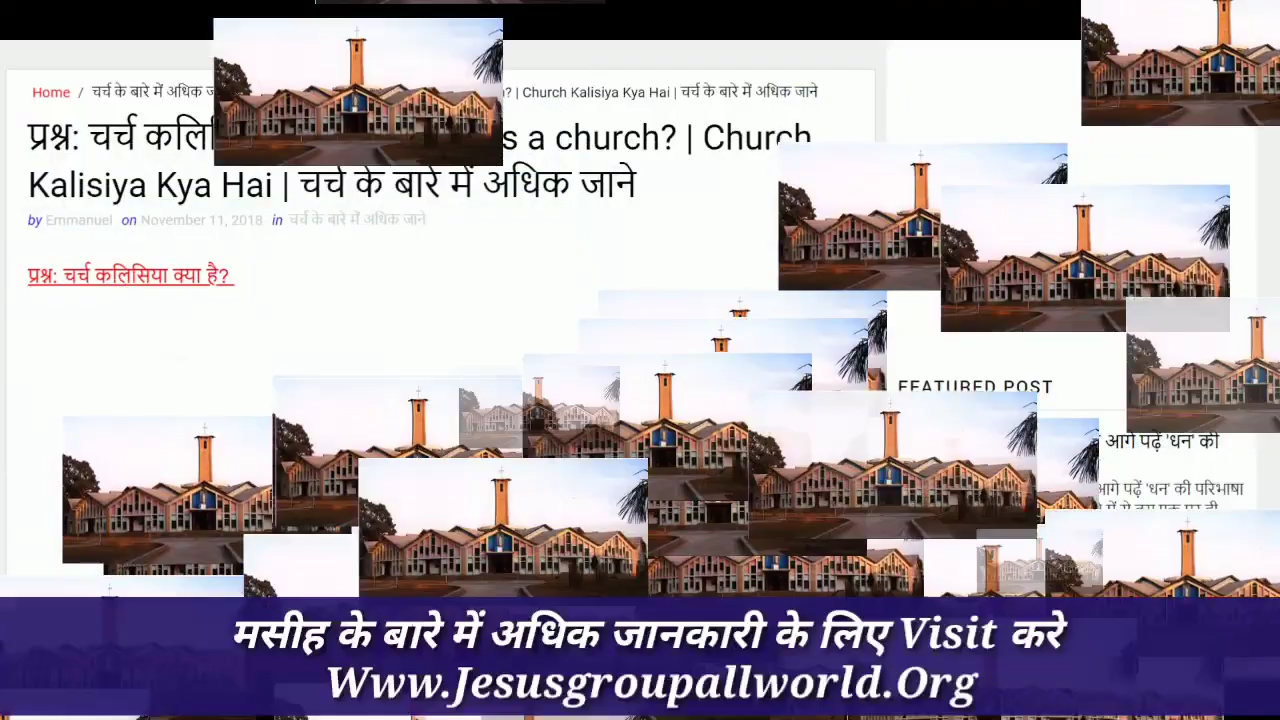 Home / चर्च के बारे में अधिक ? | Church Kalisiya Kya Hai | चर्च के बारे में अधिक जाने
प्रश्न: चर्च s a church? | Church
Kalisiya Kya Hai | चर्च के बारे में अधिक जाने
by Emmanuel on November 11, 2018 in चर्च के बारे में अधिक जाने
प्रश्न: चर्च कलिसिया क्या है?
FEATURED POST
आगे पढ़ें 'धन' की
आगे पढ़ें 'धन' की परिभाषा
मसीह के बारे में अधिक जानकारी के लिए Visit करे
Www.Jesusgroupallworld.Org